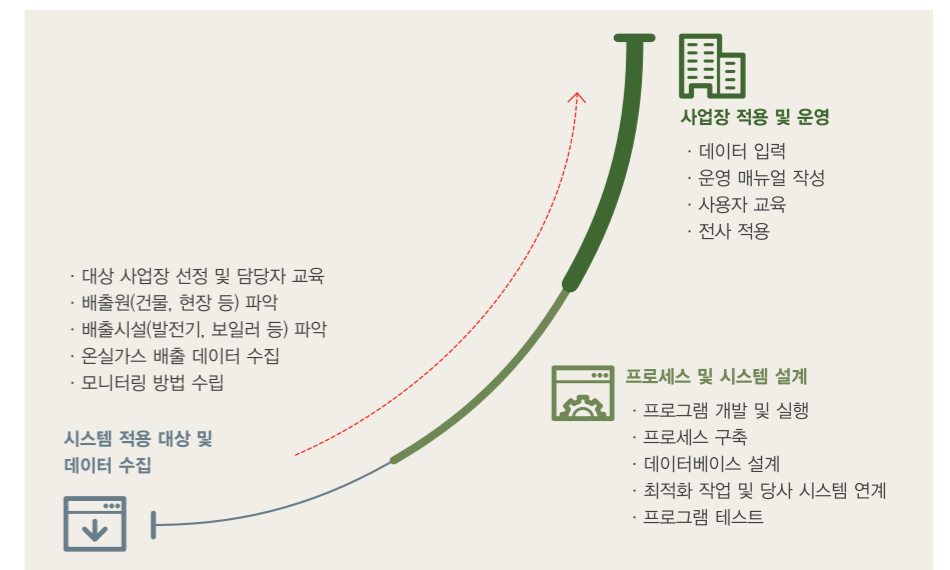 사업장 적용 및 운영
· 데이터 입력
· 운영 매뉴얼 작성
· 사용자 교육
· 전사 적용
· 대상 사업장 선정 및 담당자 교육
· 배출원(건물, 현장 등) 파악
· 배출시설(발전기, 보일러 등) 파악
· 온실가스 배출 데이터 수집
· 모니터링 방법 수립
시스템 적용 대상 및
데이터 수집
프로세스 및 시스템 설계
· 프로그램 개발 및 실행
· 프로세스 구축
· 데이터베이스 설계
· 최적화 작업 및 당사 시스템 연계
· 프로그램 테스트